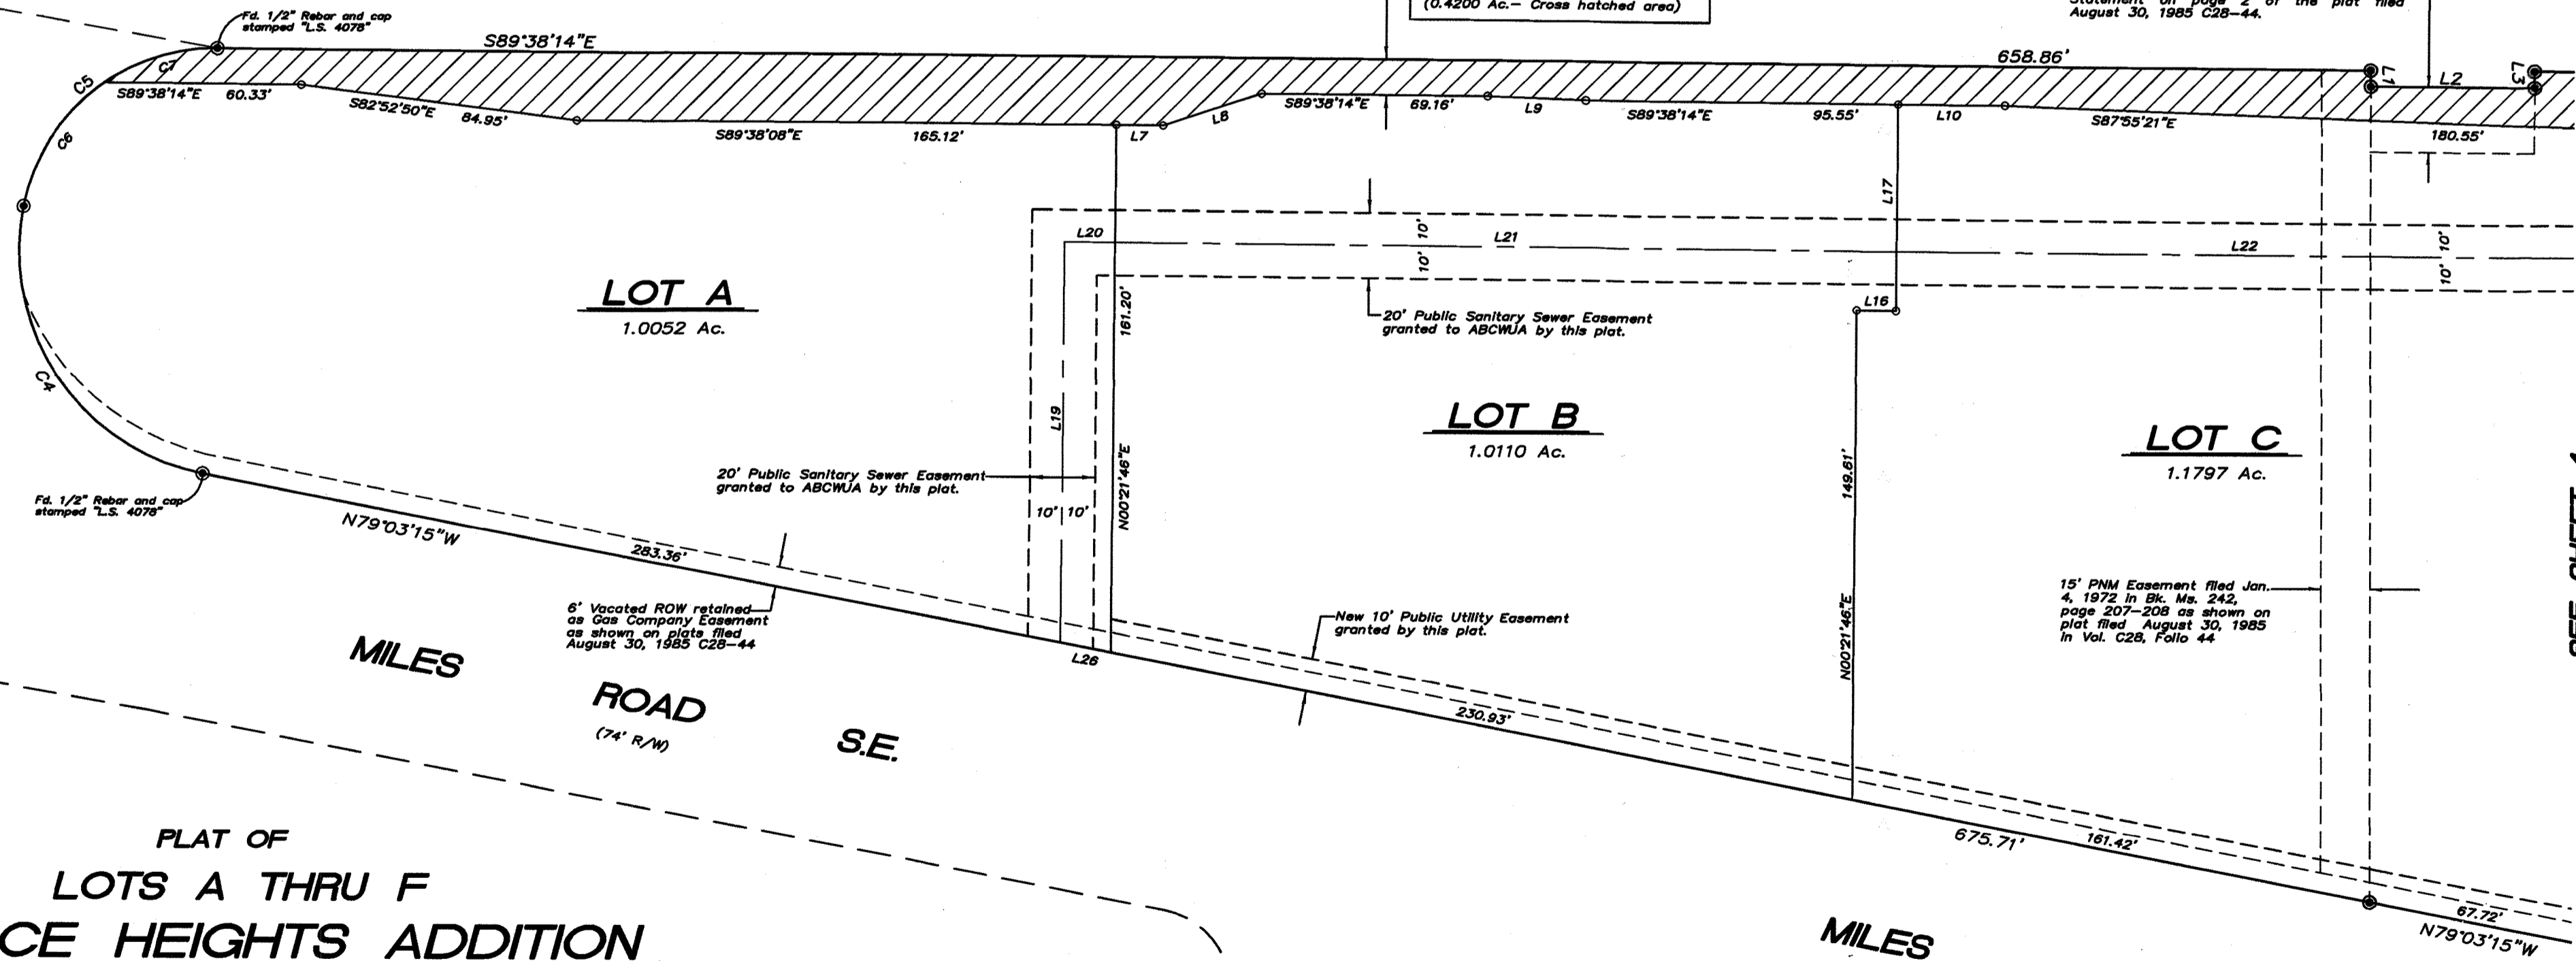 Fd. 1/2" Rebar and cap
stamped "L.S. 4078"
(0.4200 Ac.— Cross hatched area)
Statement on page 2 of the plat filed
August 30, 1985 C28—44.
S89°38'14"E
658.86'
C7
C5
C6
C4
S89°38'14"E 60.33'
S82°52'50"E
84.95'
S89°38'08"E 165.12'
L7
L8
S89°38'14"E 69.16'
L9
S89°38'14"E 95.55'
L10
S87°55'21"E
180.55'
L1
L2
L3
L17
L20
L21
L22
10'
10'
10'
10'
L16
LOT A
1.0052 Ac.
161.20'
N00°21'46"E
20' Public Sanitary Sewer Easement
granted to ABCWUA by this plat.
LOT B
1.0110 Ac.
149.61'
N00°21'46"E
LOT C
1.1797 Ac.
L19
20' Public Sanitary Sewer Easement
granted to ABCWUA by this plat.
10' 10'
Fd. 1/2" Rebar and cap
stamped "L.S. 4078"
N79°03'15"W
283.36'
6' Vacated ROW retained
as Gas Company Easement
as shown on plats filed
August 30, 1985 C28—44
L26
New 10' Public Utility Easement
granted by this plat.
15' PNM Easement filed Jan.
4, 1972 in Bk. Ms. 242,
page 207—208 as shown on
plat filed August 30, 1985
in Vol. C28, Folio 44
230.93'
675.71'
161.42'
67.72'
N79°03'15"W
MILES
ROAD
(74' R/W)
S.E.
MILES
PLAT OF
LOTS A THRU F
CE HEIGHTS ADDITION